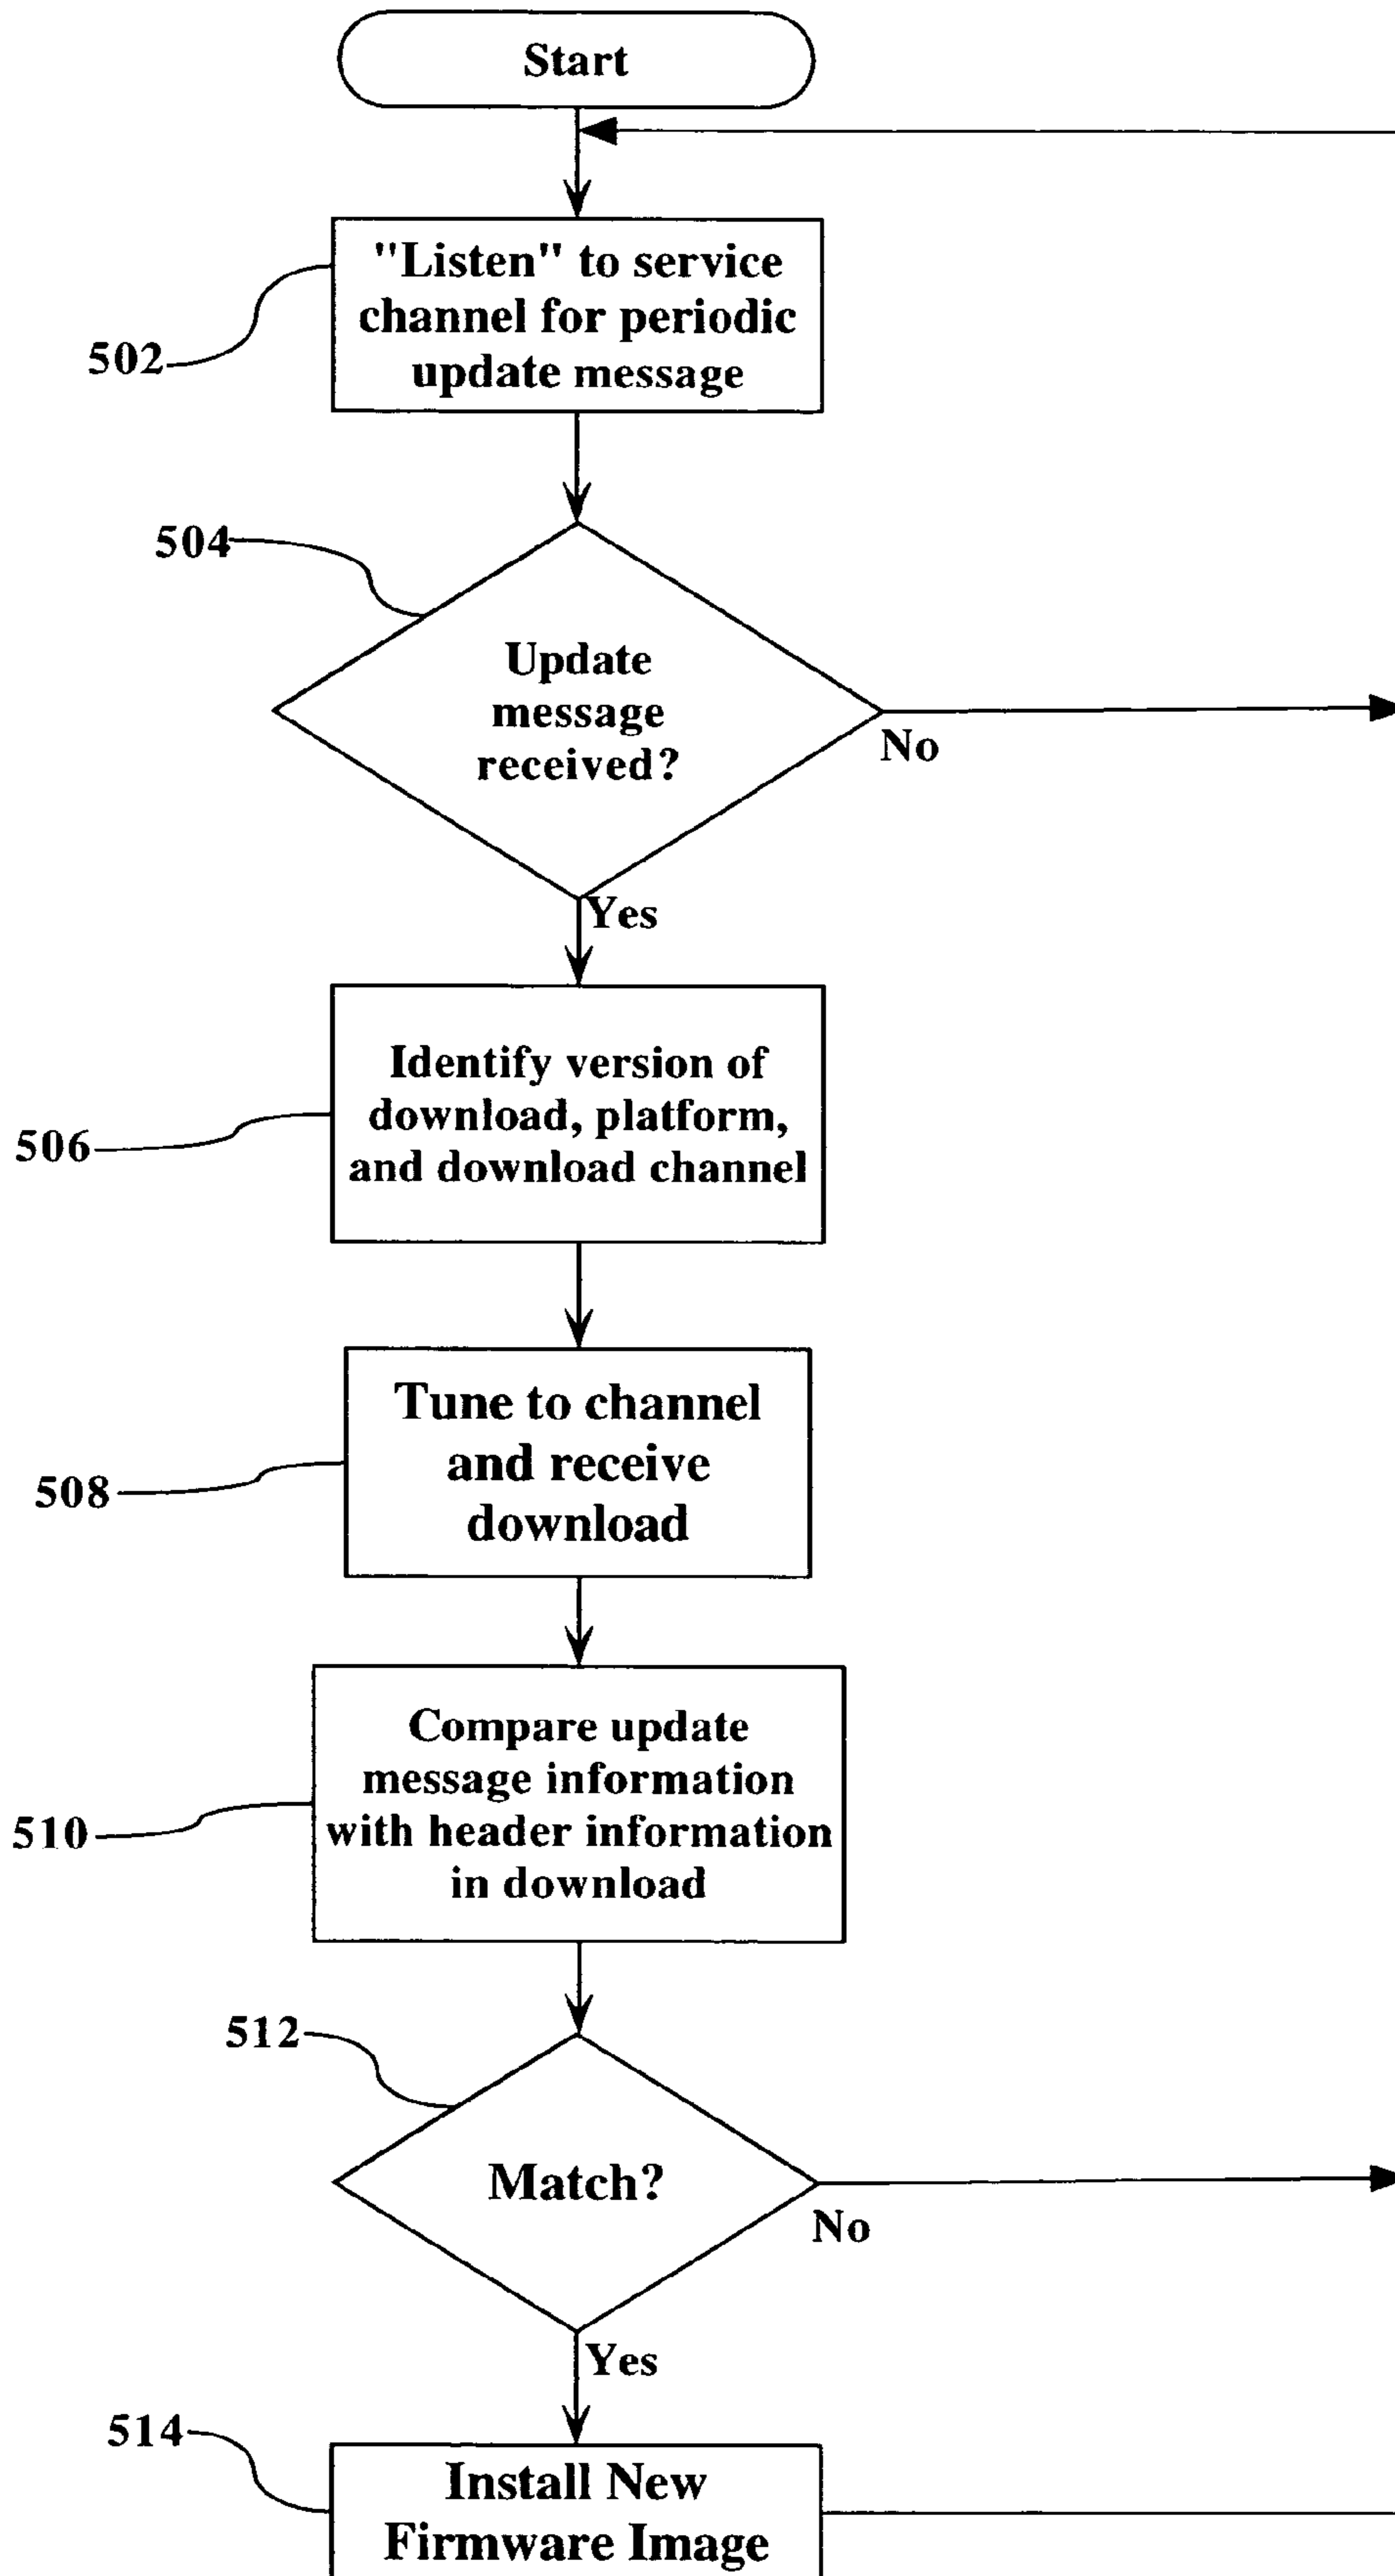 Start
"Listen" to service
channel for periodic
update message
502
504
Update
message
received?
No
Yes
Identify version of
download, platform,
and download channel
506
Tune to channel
and receive
download
508
Compare update
message information
with header information
in download
510
512
Match?
No
Yes
514
Install New
Firmware Image